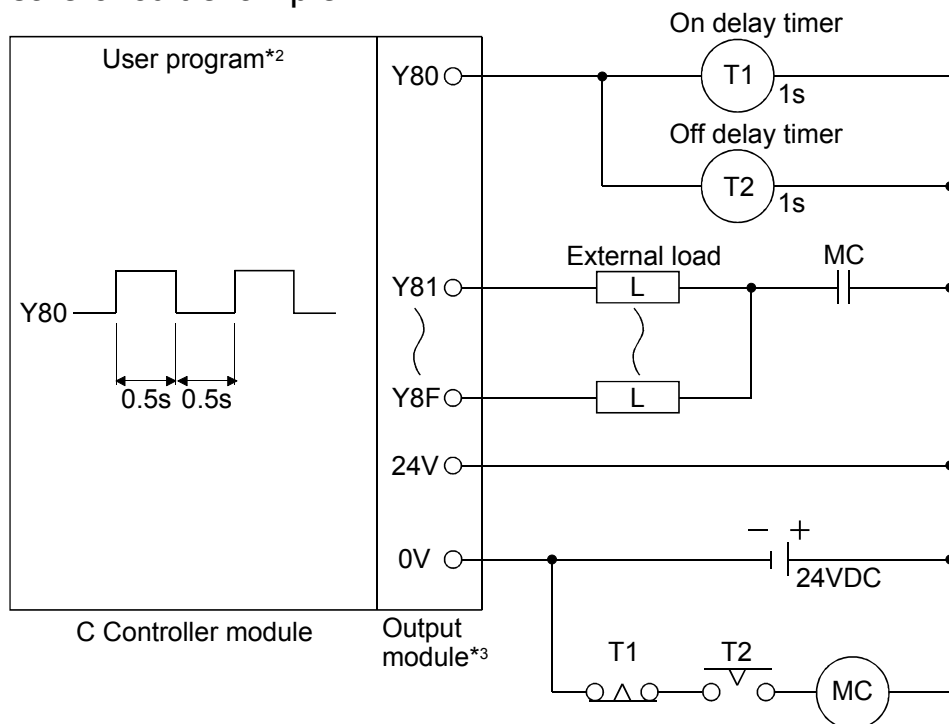 On delay timer
User program*2
Y80
T1
1s
Off delay timer
T2
1s
External load
MC
Y81
L
Y80
0.5s 0.5s
Y8F
L
24V
− +
0V
24VDC
C Controller module
Output
module*3
T1
T2
MC